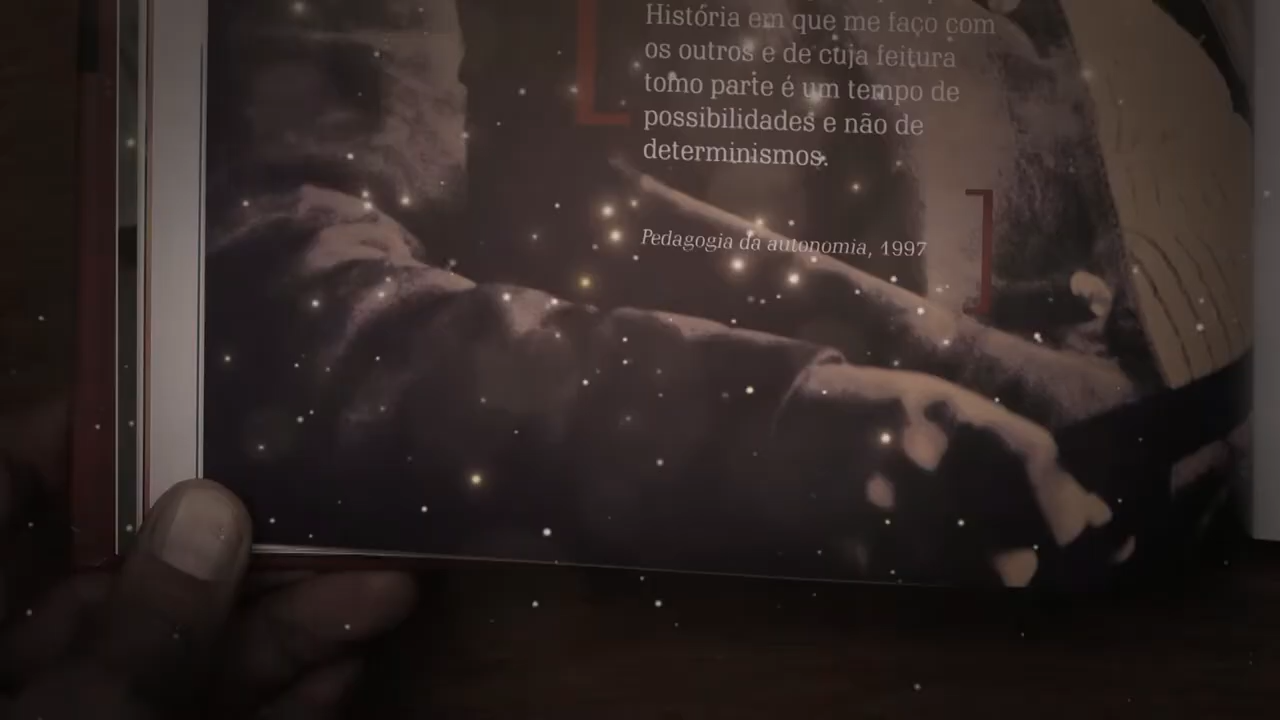 História em que me faço com
os outros e de cuja feitura
tomo parte é um tempo de
possibilidades e não de
determinismos.
Pedagogia da autonomia, 1997